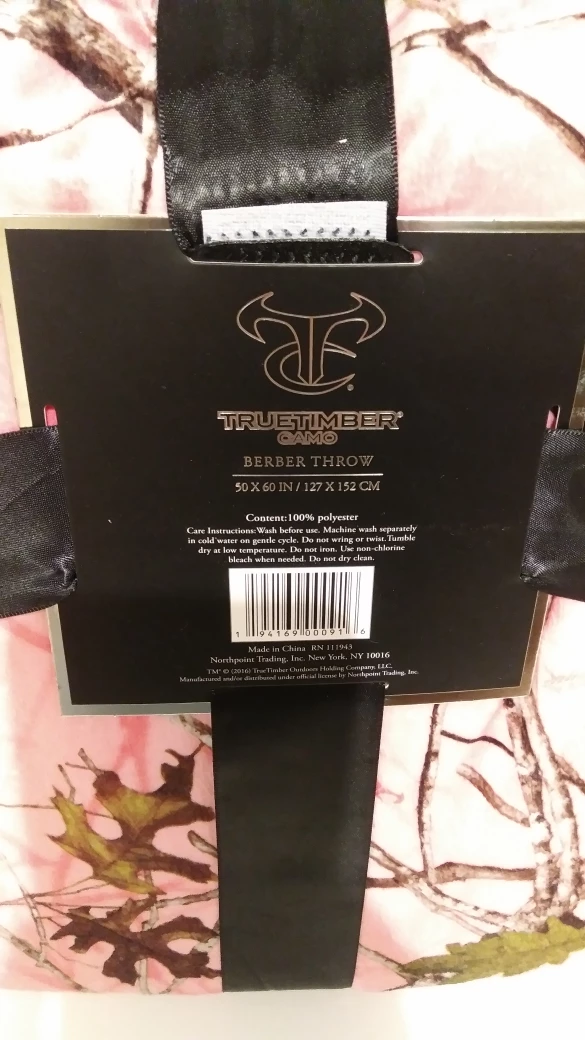 TC®
TRUETIMBER®
CAMO
BERBER THROW
50 X 60 IN / 127 X 152 CM
Content:100% polyester
Care Instructions:Wash before use. Machine wash separately
in cold water on gentle cycle. Do not wring or twist.Tumble
dry at low temperature. Do not iron. Use non-chlorine
bleach when needed. Do not dry clean.
1 94169 00091 6
Made in China RN 111943
Northpoint Trading, Inc. New York, NY 10016
TM® © (2016) TrueTimber Outdoors Holding Company, LLC.
Manufactured and/or distributed under official license by Northpoint Trading, Inc.